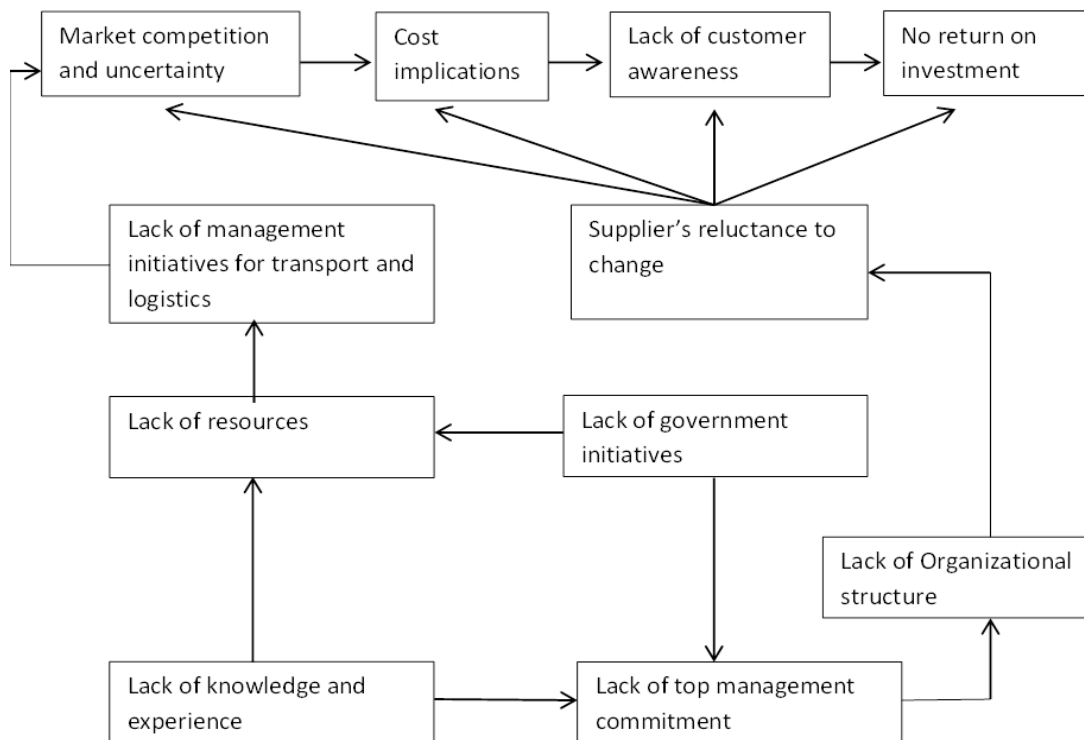 Market competition
and uncertainty
Cost
implications
Lack of customer
awareness
No return on
investment
Lack of management
initiatives for transport and
logistics
Supplier’s reluctance to
change
Lack of resources
Lack of government
initiatives
Lack of Organizational
structure
Lack of knowledge and
experience
Lack of top management
commitment